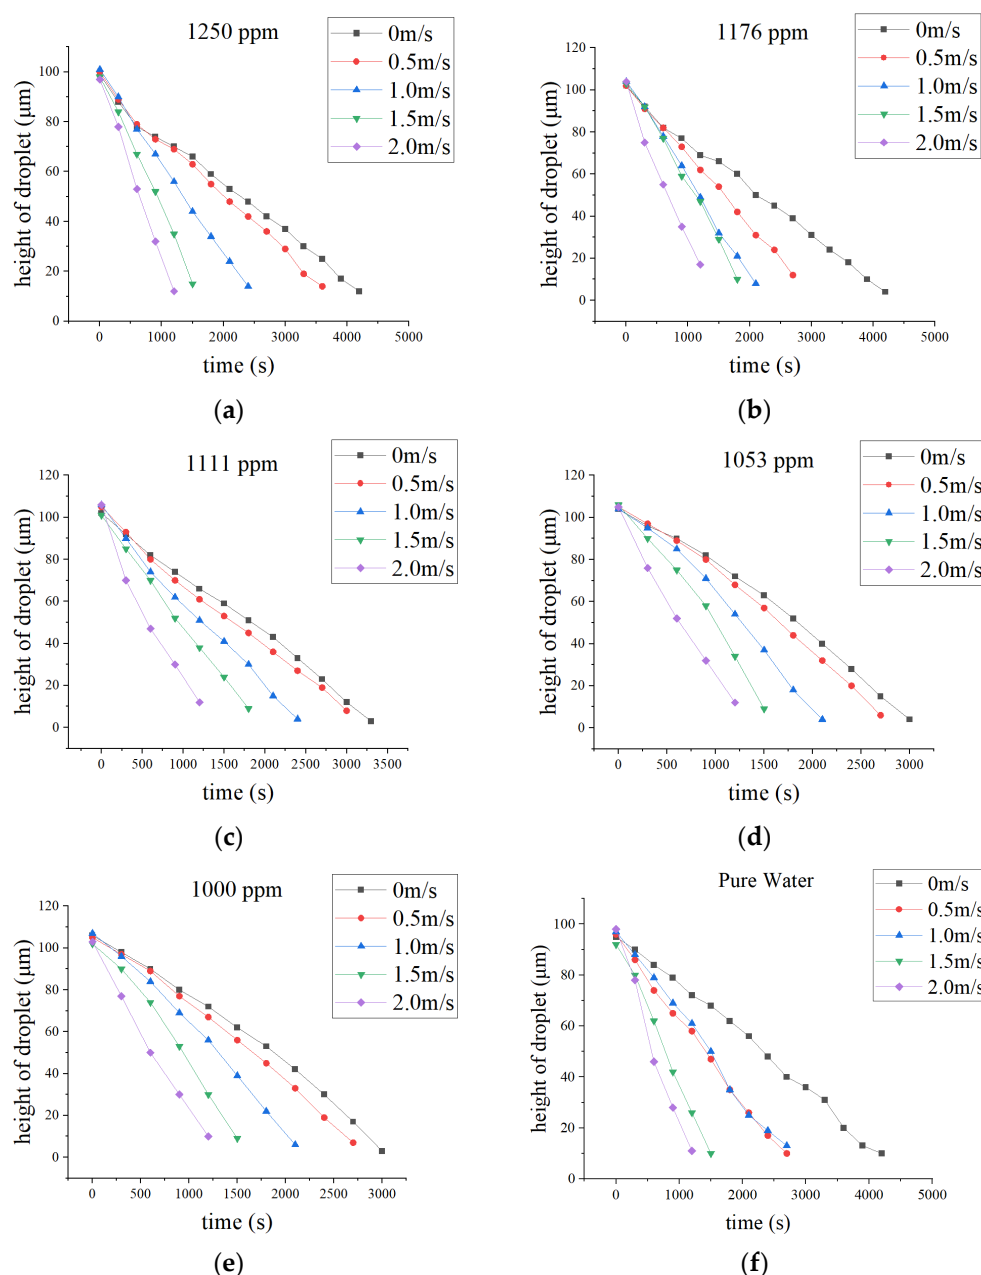 1250 ppm
0m/s
0.5m/s
1.0m/s
1.5m/s
2.0m/s
height of droplet (μm)
100
80
60
40
20
0
0 1000 2000 3000 4000 5000
time (s)
(a)
1176 ppm
0m/s
0.5m/s
1.0m/s
1.5m/s
2.0m/s
height of droplet (μm)
120
100
80
60
40
20
0
0 1000 2000 3000 4000 5000
time (s)
(b)
1111 ppm
0m/s
0.5m/s
1.0m/s
1.5m/s
2.0m/s
height of droplet (μm)
120
100
80
60
40
20
0
0 500 1000 1500 2000 2500 3000 3500
time (s)
(c)
1053 ppm
0m/s
0.5m/s
1.0m/s
1.5m/s
2.0m/s
height of droplet (μm)
120
100
80
60
40
20
0
0 500 1000 1500 2000 2500 3000
time (s)
(d)
1000 ppm
0m/s
0.5m/s
1.0m/s
1.5m/s
2.0m/s
height of droplet (μm)
120
100
80
60
40
20
0
0 500 1000 1500 2000 2500 3000
time (s)
(e)
Pure Water
0m/s
0.5m/s
1.0m/s
1.5m/s
2.0m/s
height of droplet (μm)
100
80
60
40
20
0
0 1000 2000 3000 4000 5000
time (s)
(f)